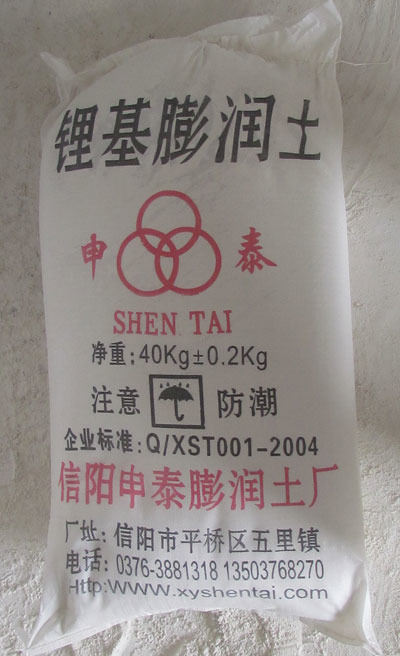 锂基膨润土
申 泰
SHEN TAI
净重:40Kg±0.2Kg
注意 防潮
企业标准:Q/XST001-2004
信阳申泰膨润土厂
厂址:信阳市平桥区五里镇
电话:0376-3881318 13503768270
Http:WWW.xyshentai.com